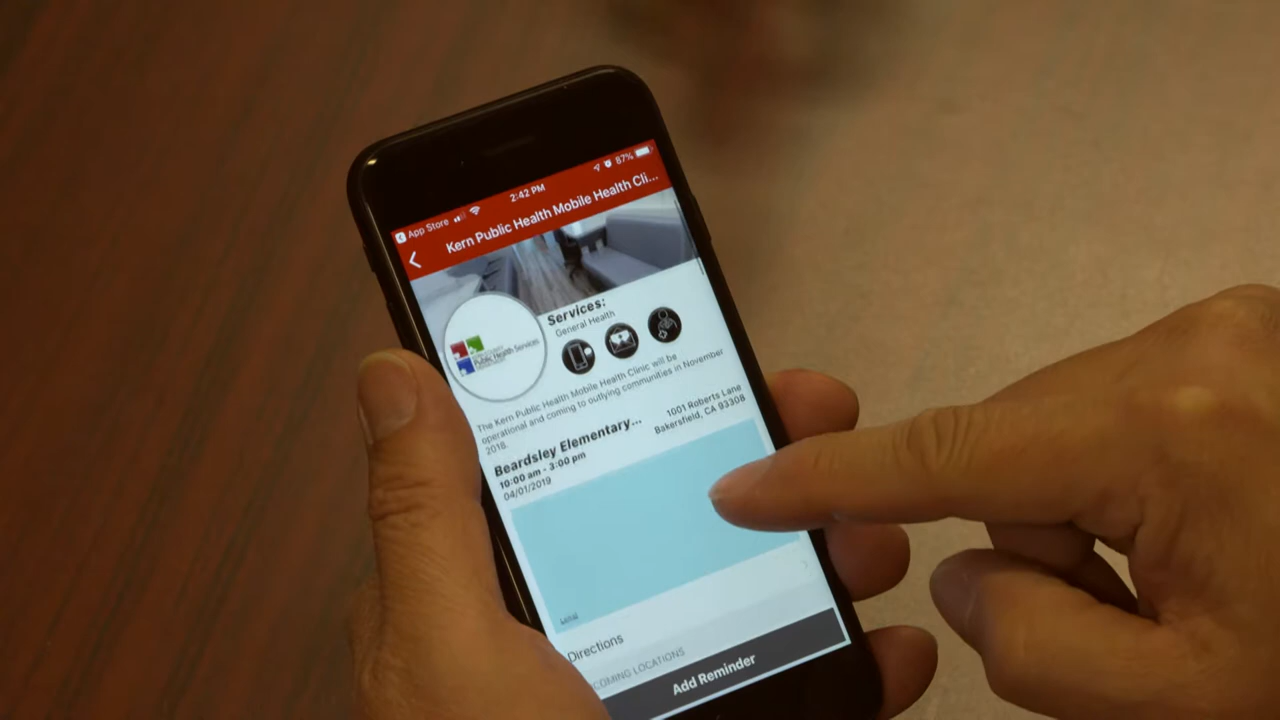 App Store
2:42 PM
87%
Kern Public Health Mobile Health Cli...
Public Health Services
Services:
General Health
The Kern Public Health Mobile Health Clinic will be
operational and coming to outlying communities in November
2018.
Beardsley Elementary...
10:00 am - 3:00 pm
04/01/2019
1001 Roberts Lane
Bakersfield, CA 93308
Legal
Directions
COMING LOCATIONS
Add Reminder